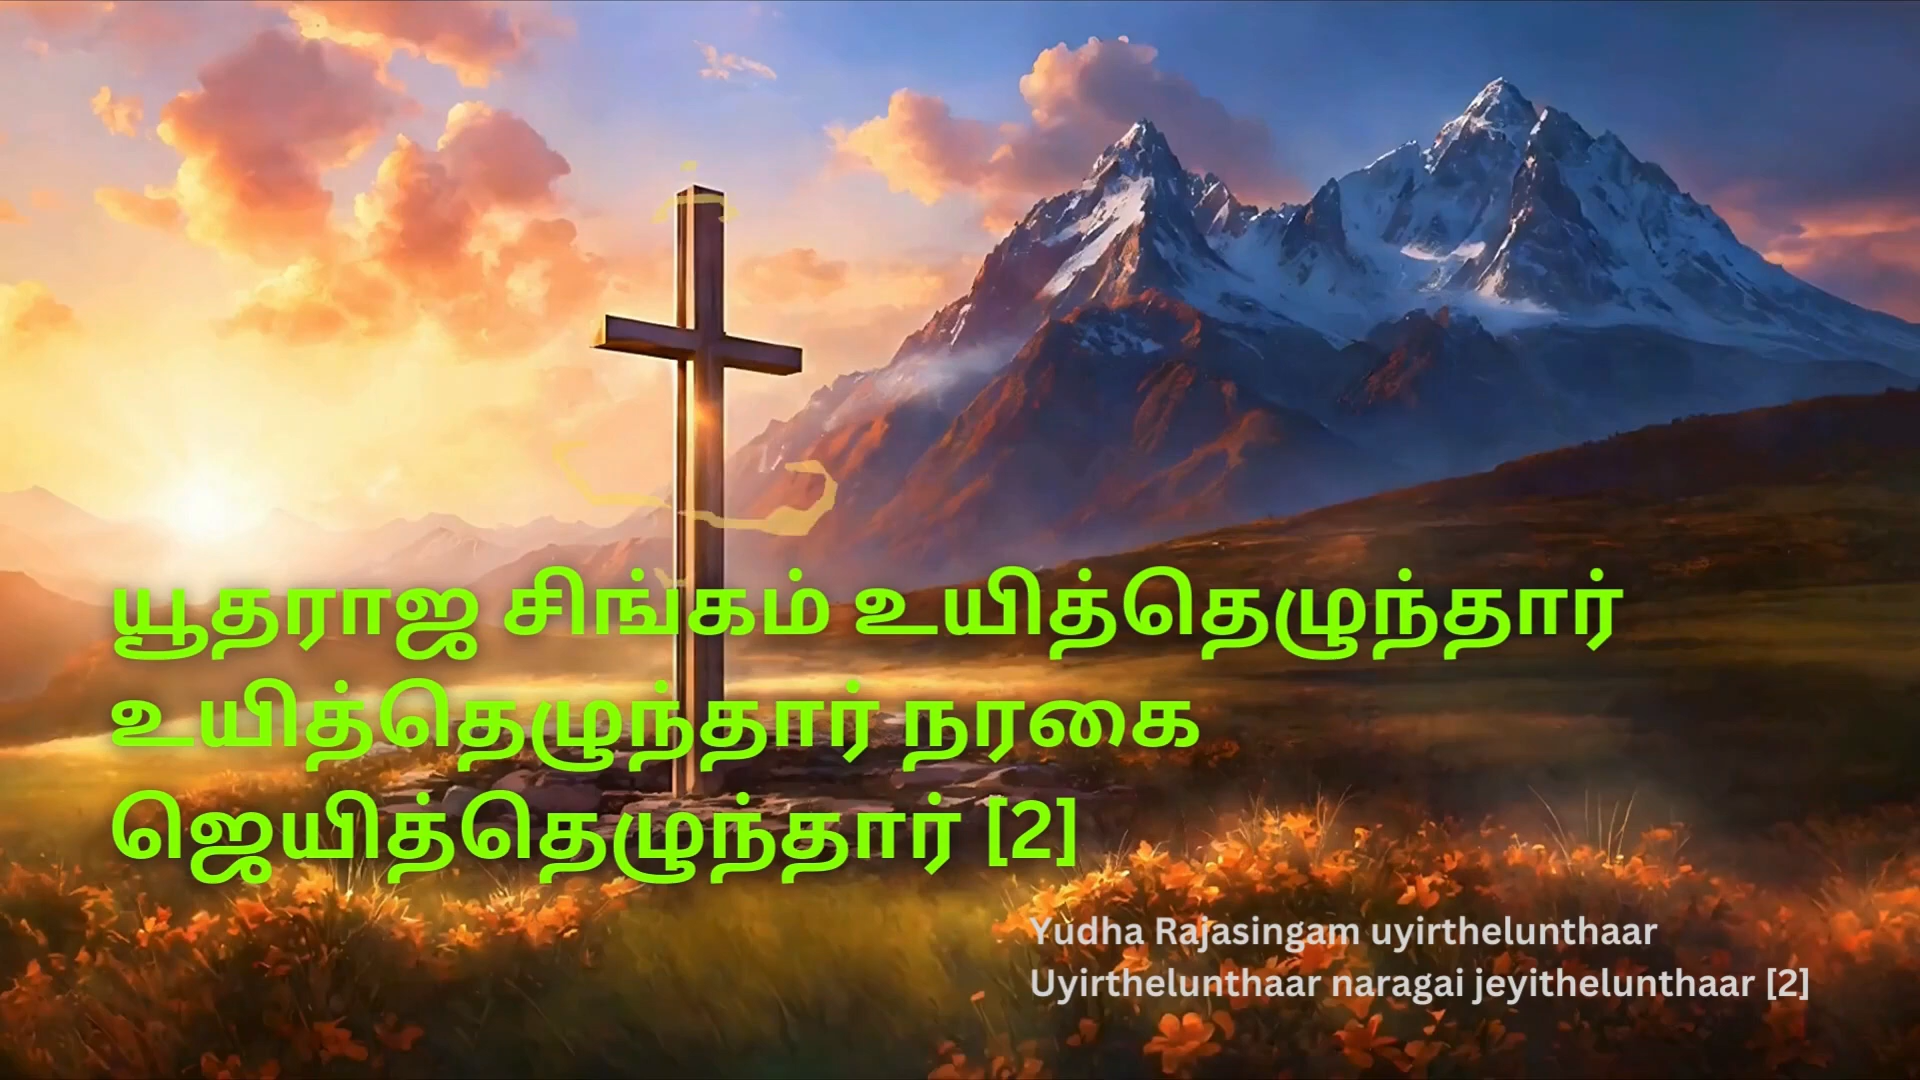 யூதராஜ சிங்கம் உயித்தெழுந்தார்
உயித்தெழுந்தார் நரகை
ஜெயித்தெழுந்தார் [2]
Yudha Rajasingam uyirthelunthaar
Uyirthelunthaar naragai jeyithelunthaar [2]